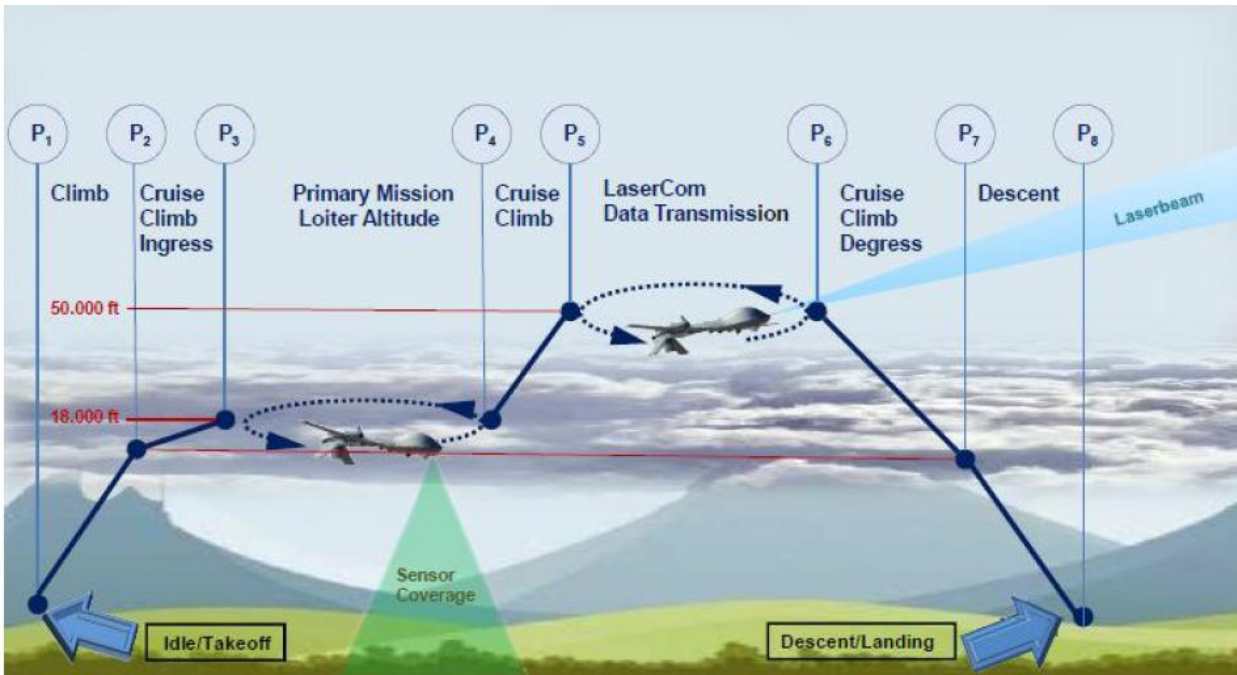 P1
P2
P3
P4
P5
P6
P7
P8
Climb
Cruise
Climb
Ingress
Primary Mission
Loiter Altitude
Cruise
Climb
LaserCom
Data Transmission
Cruise
Climb
Degress
Descent
Laserbeam
50.000 ft
18.000 ft
Sensor
Coverage
Idle/Takeoff
Descent/Landing